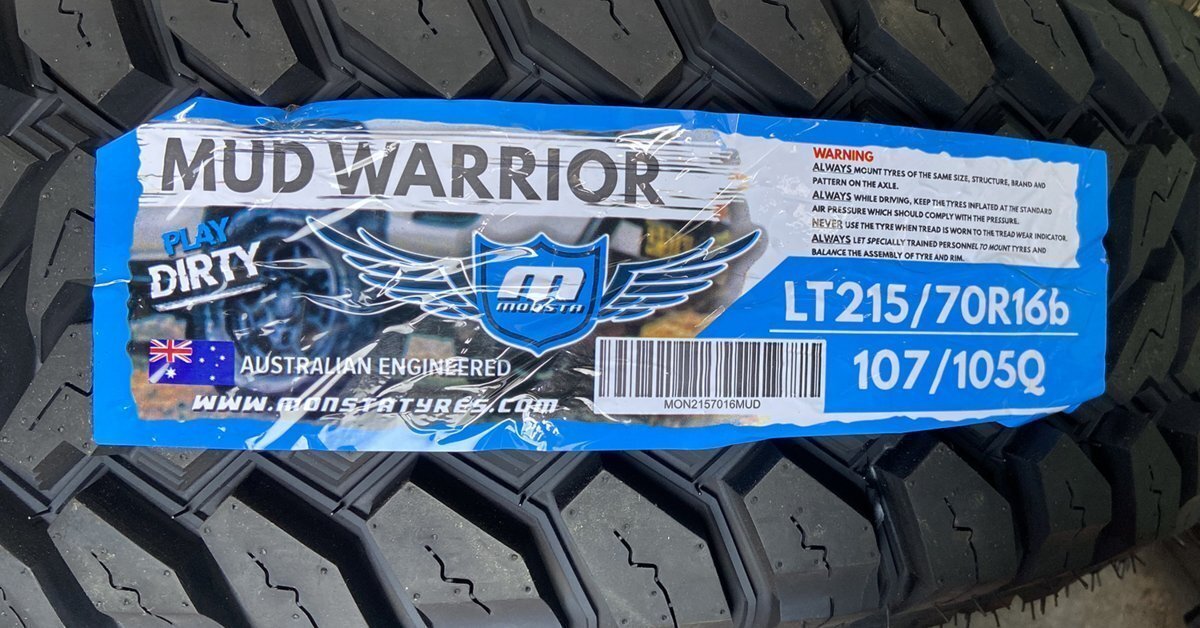 MUD WARRIOR
PLAY
DIRTY
M
MONSTA
AUSTRALIAN ENGINEERED
WWW.MONSTATYRES.COM
MON2157016MUD
WARNING
ALWAYS MOUNT TYRES OF THE SAME SIZE, STRUCTURE, BRAND AND
PATTERN ON THE AXLE.
ALWAYS WHILE DRIVING, KEEP THE TYRES INFLATED AT THE STANDARD
AIR PRESSURE WHICH SHOULD COMPLY WITH THE PRESSURE.
NEVER USE THE TYRE WHEN TREAD IS WORN TO THE TREAD WEAR INDICATOR.
ALWAYS LET SPECIALLY TRAINED PERSONNEL TO MOUNT TYRES AND
BALANCE THE ASSEMBLY OF TYRE AND RIM.
LT215/70R16b
107/105Q